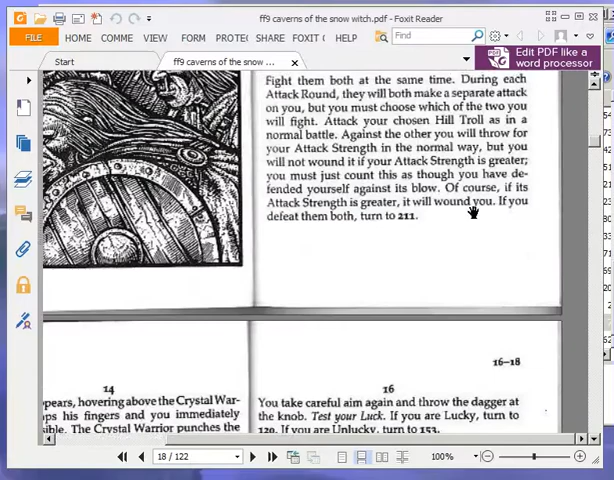 ff9 caverns of the snow witch.pdf - Foxit Reader
FILE HOME COMME VIEW FORM PROTE SHARE FOXIT C HELP Find
Edit PDF like a
word processor
Start ff9 caverns of the snow ...
Fight them both at the same time. During each
Attack Round, they will both make a separate attack
on you, but you must choose which of the two you
will fight. Attack your chosen Hill Troll as in a
normal battle. Against the other you will throw for
your Attack Strength in the normal way, but you
will not wound it if your Attack Strength is greater;
you must just count this as though you have de-
fended yourself against its blow. Of course, if its
Attack Strength is greater, it will wound you. If you
defeat them both, turn to 211.
16–18
14
ppears, hovering above the Crystal War-
ps his fingers and you immediately
sible. The Crystal Warrior punches the
16
You take careful aim again and throw the dagger at
the knob. Test your Luck. If you are Lucky, turn to
120. If you are Unlucky, turn to 153.
18 / 122 100%